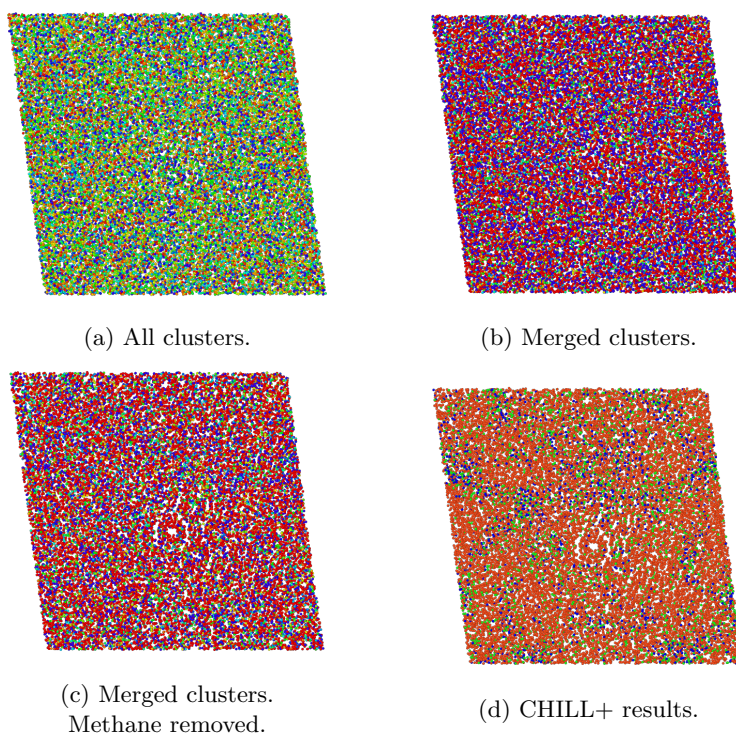 (a) All clusters.
(b) Merged clusters.
(c) Merged clusters.
Methane removed.
(d) CHILL+ results.